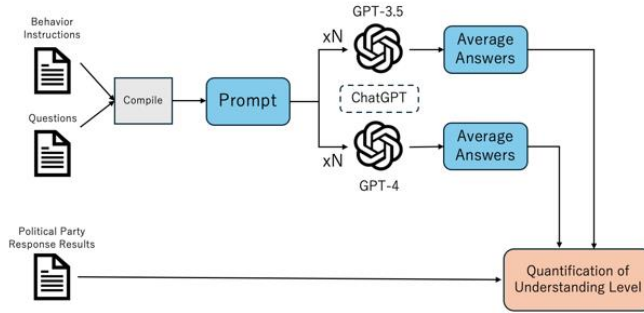 Behavior
Instructions
Questions
Compile
Prompt
xN
GPT-3.5
Average
Answers
ChatGPT
xN
GPT-4
Average
Answers
Political Party
Response Results
Quantification of
Understanding Level